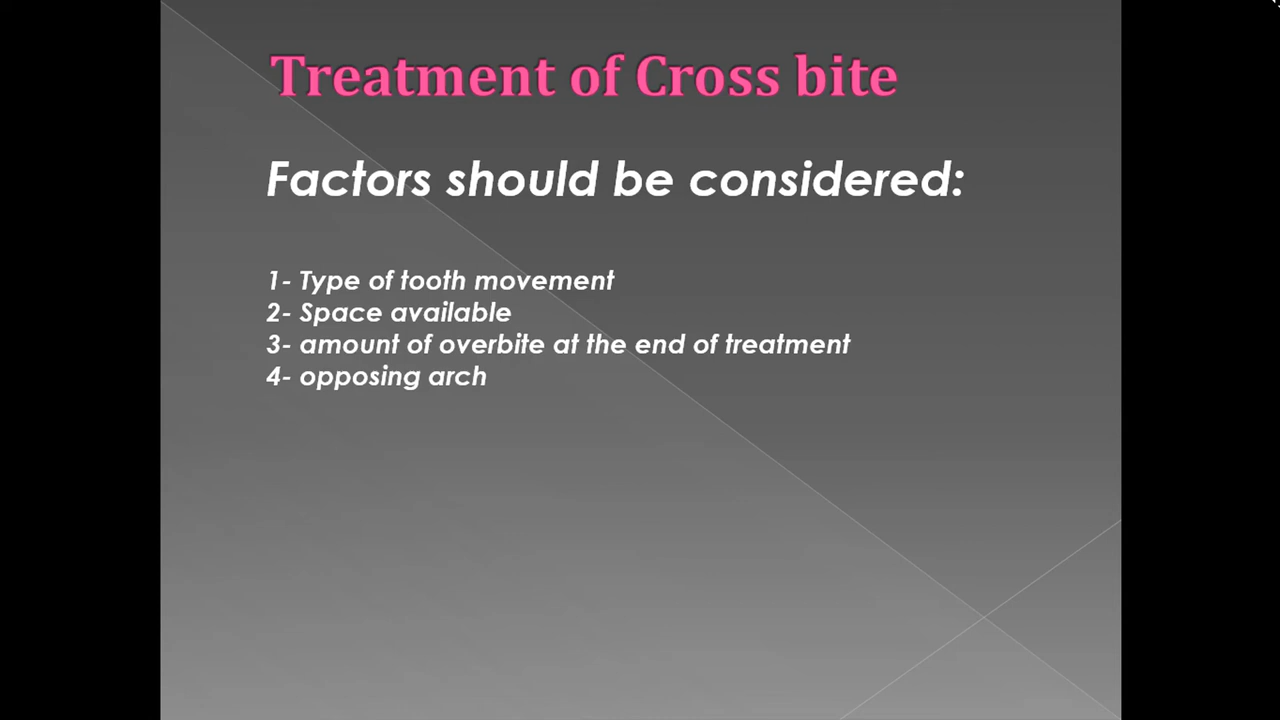 Treatment of Cross bite
Factors should be considered:
1- Type of tooth movement
2- Space available
3- amount of overbite at the end of treatment
4- opposing arch